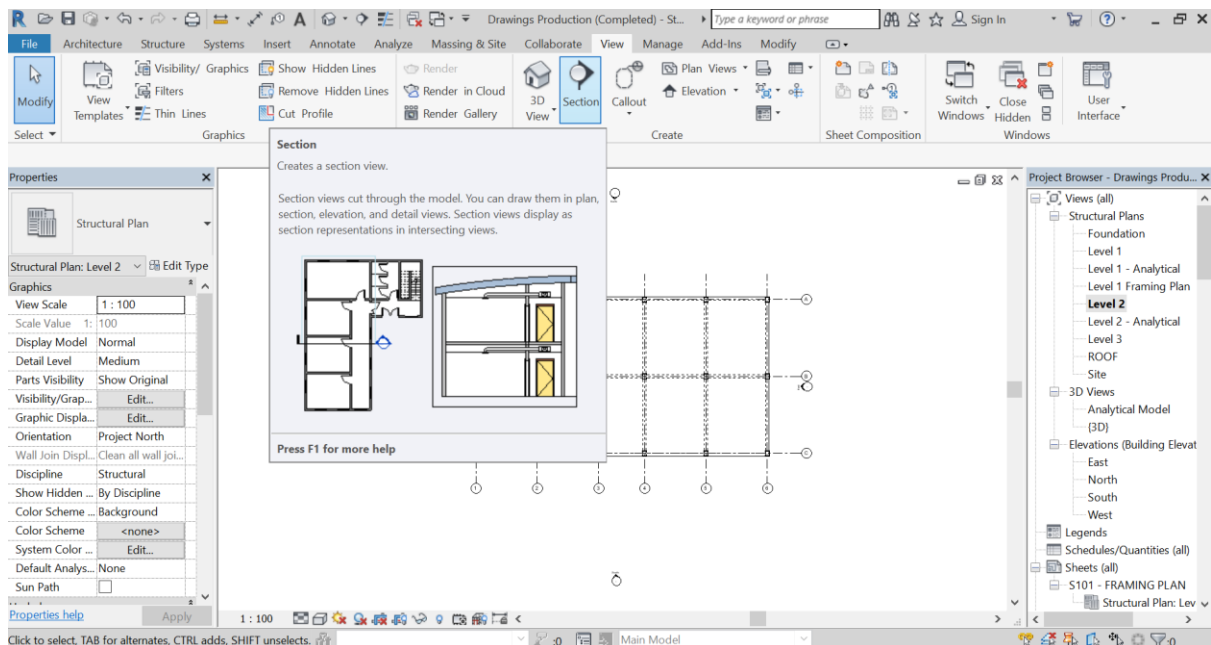 Drawings Production (Completed) - St...
Type a keyword or phrase
Sign In
File Architecture Structure Systems Insert Annotate Analyze Massing & Site Collaborate View Manage Add-Ins Modify
Modify
View
Templates
Visibility/ Graphics
Filters
Thin Lines
Show Hidden Lines
Remove Hidden Lines
Cut Profile
Render
Render in Cloud
Render Gallery
3D
View
Section
Callout
Plan Views
Elevation
Switch
Windows
Close
Hidden
User
Interface
Select
Graphics
Create
Sheet Composition
Windows
Section
Creates a section view.
Section views cut through the model. You can draw them in plan,
section, elevation, and detail views. Section views display as
section representations in intersecting views.
Press F1 for more help
Properties
Structural Plan
Structural Plan: Level 2
Edit Type
Graphics
View Scale 1 : 100
Scale Value 1: 100
Display Model Normal
Detail Level Medium
Parts Visibility Show Original
Visibility/Grap... Edit...
Graphic Displa... Edit...
Orientation Project North
Wall Join Displ... Clean all wall joi...
Discipline Structural
Show Hidden ... By Discipline
Color Scheme ... Background
Color Scheme <none>
System Color ... Edit...
Default Analys... None
Sun Path
Properties help
Apply
A
B
C
1 2 3 4 5 6
Project Browser - Drawings Produ...
Views (all)
Structural Plans
Foundation
Level 1
Level 1 - Analytical
Level 1 Framing Plan
Level 2
Level 2 - Analytical
Level 3
ROOF
Site
3D Views
Analytical Model
{3D}
Elevations (Building Elevat
East
North
South
West
Legends
Schedules/Quantities (all)
Sheets (all)
S101 - FRAMING PLAN
Structural Plan: Lev
1 : 100
Click to select, TAB for alternates, CTRL adds, SHIFT unselects.
:0
Main Model
:0